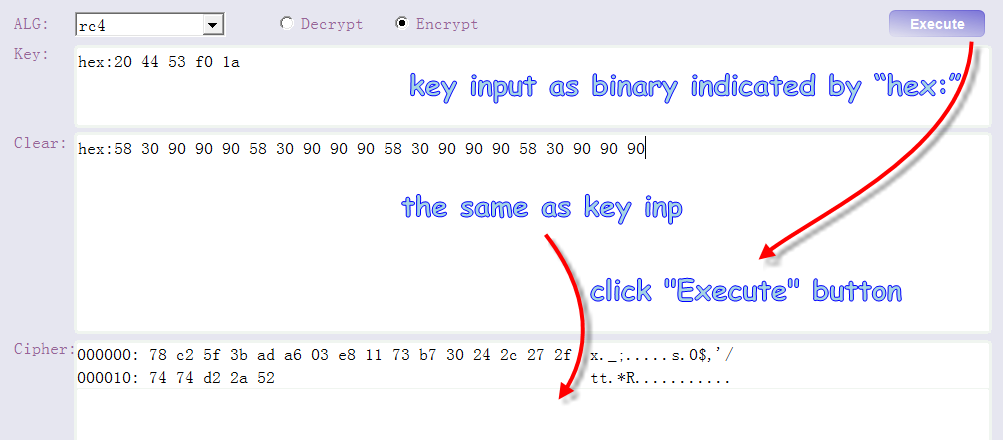 ALG: rc4 Decrypt Encrypt Execute
Key: hex:20 44 53 f0 1a
key input as binary indicated by “hex:”
Clear: hex:58 30 90 90 90 58 30 90 90 90 58 30 90 90 90 58 30 90 90 90
the same as key inp
click "Execute" button
Cipher: 000000: 78 c2 5f 3b ad a6 03 e8 11 73 b7 30 24 2c 27 2f x._;.....s.0$,'/
000010: 74 74 d2 2a 52 tt.*R...........